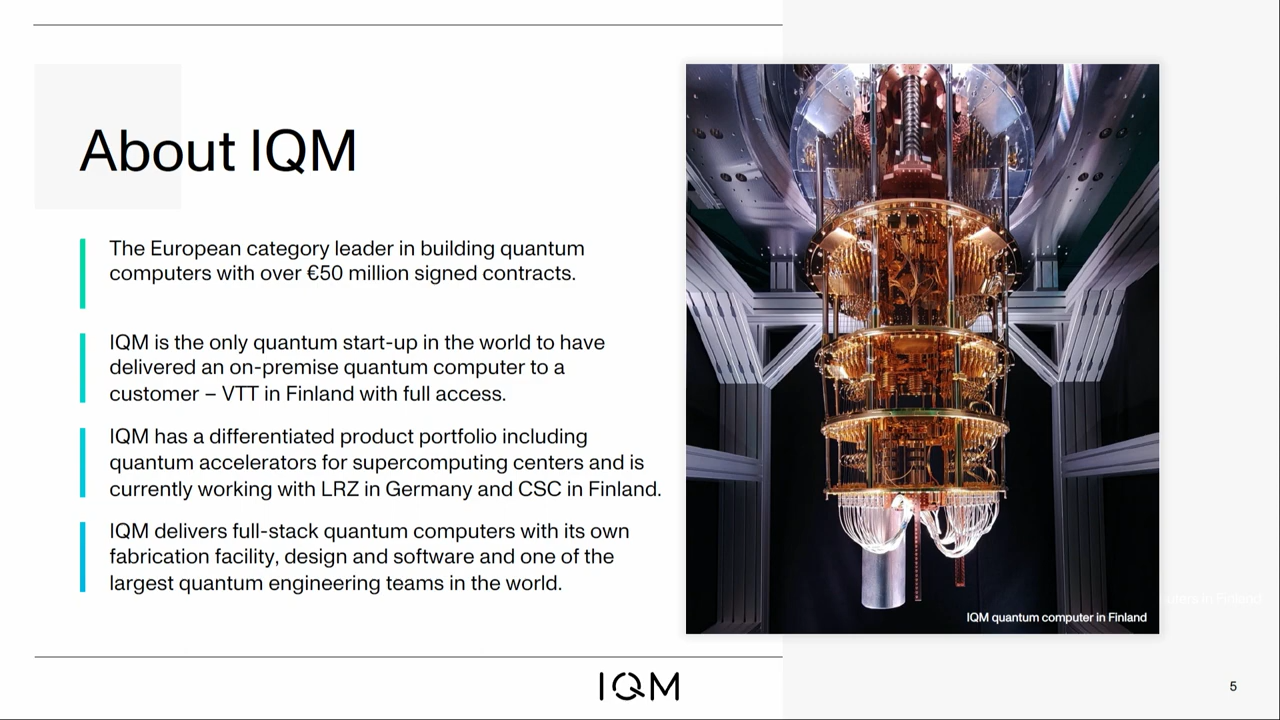 About IQM
The European category leader in building quantum
computers with over €50 million signed contracts.
IQM is the only quantum start-up in the world to have
delivered an on-premise quantum computer to a
customer – VTT in Finland with full access.
IQM has a differentiated product portfolio including
quantum accelerators for supercomputing centers and is
currently working with LRZ in Germany and CSC in Finland.
IQM delivers full-stack quantum computers with its own
fabrication facility, design and software and one of the
largest quantum engineering teams in the world.
in Finland
IQM quantum computer in Finland
IQM
5